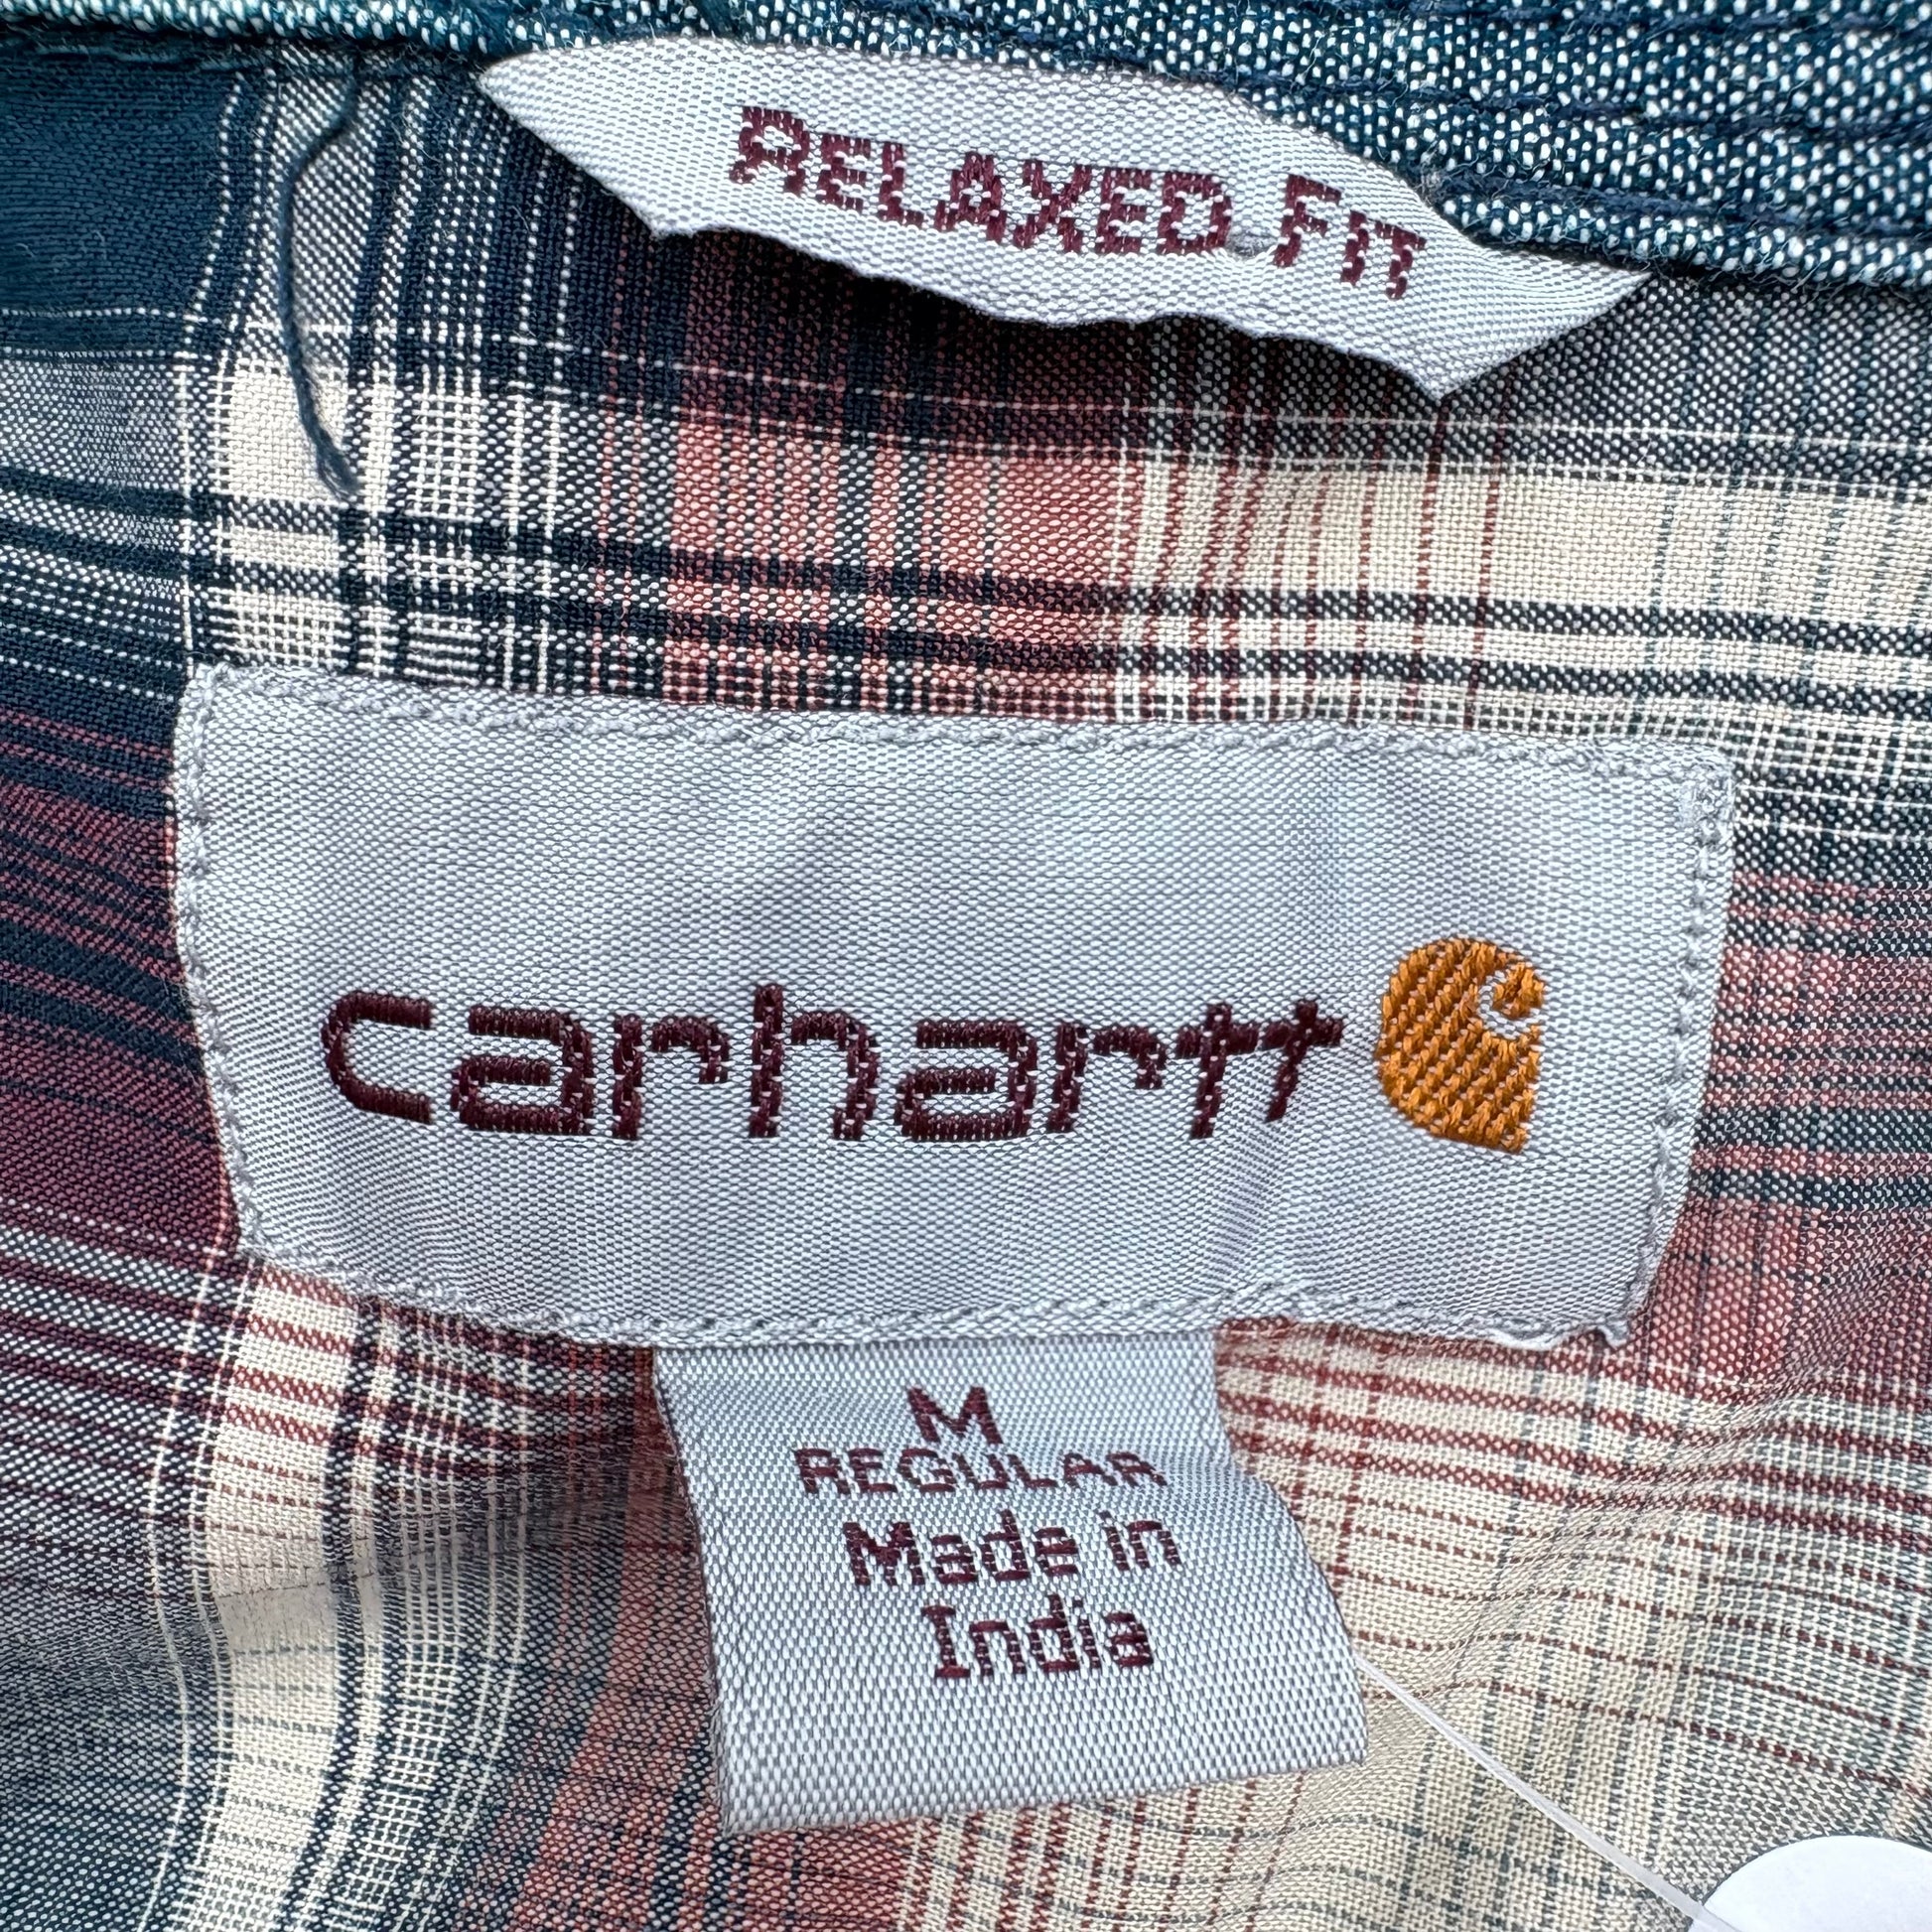 RELAXED FIT
carhartt
M
REGULAR
Made in
India